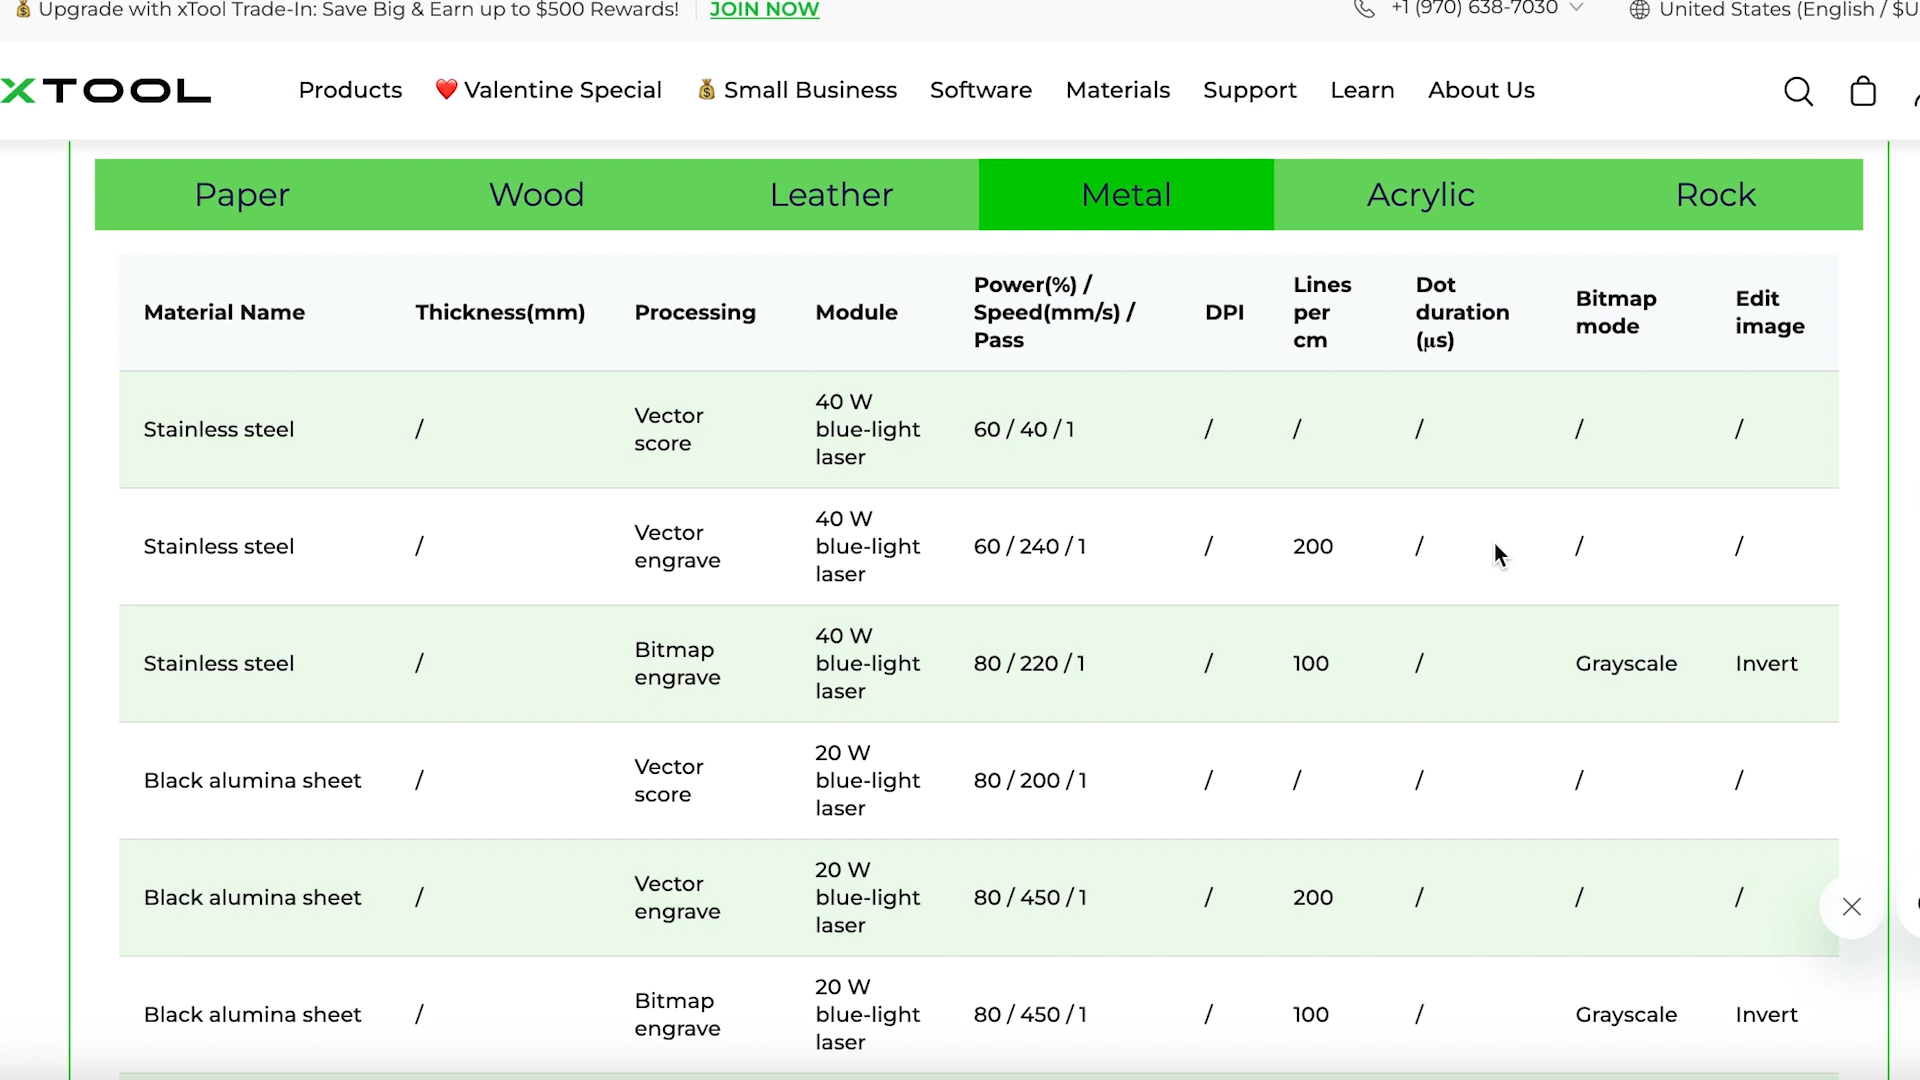 Upgrade with xTool Trade-In: Save Big & Earn up to $500 Rewards! JOIN NOW +1 (970) 638-7030 United States (English / $U
XTOOL Products Valentine Special Small Business Software Materials Support Learn About Us
Paper Wood Leather Metal Acrylic Rock
Material Name Thickness(mm) Processing Module Power(%) / Speed(mm/s) / Pass DPI Lines per cm Dot duration (μs) Bitmap mode Edit image
Stainless steel / Vector score 40 W blue-light laser 60 / 40 / 1 / / / / /
Stainless steel / Vector engrave 40 W blue-light laser 60 / 240 / 1 / 200 / / /
Stainless steel / Bitmap engrave 40 W blue-light laser 80 / 220 / 1 / 100 / Grayscale Invert
Black alumina sheet / Vector score 20 W blue-light laser 80 / 200 / 1 / / / / /
Black alumina sheet / Vector engrave 20 W blue-light laser 80 / 450 / 1 / 200 / / /
Black alumina sheet / Bitmap engrave 20 W blue-light laser 80 / 450 / 1 / 100 / Grayscale Invert